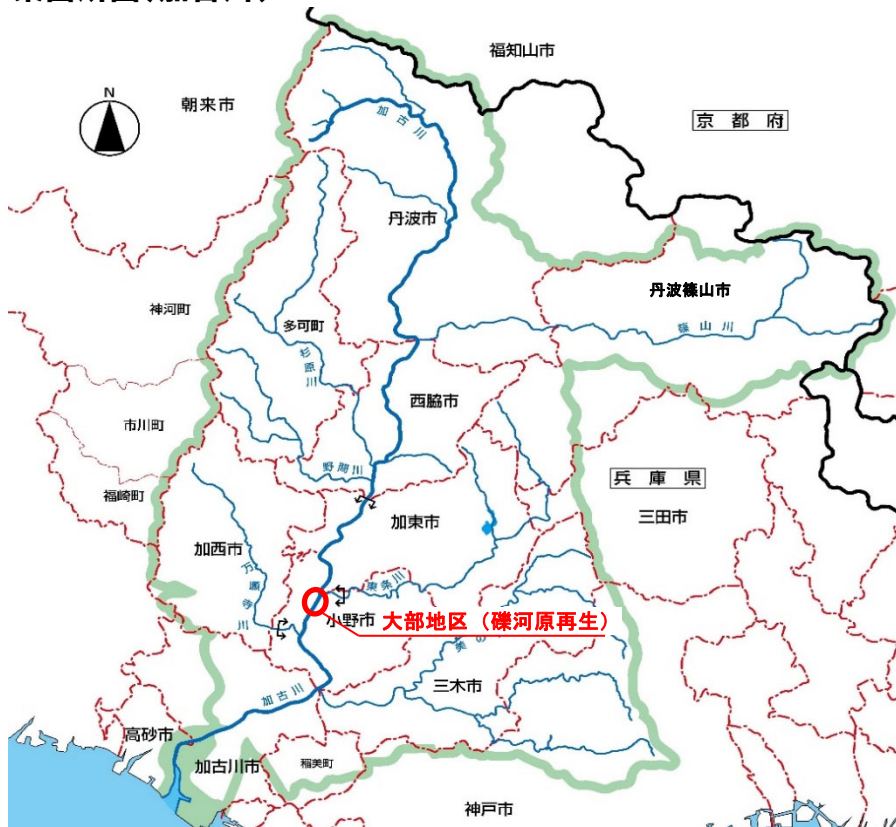 福知山市
朝来市
N
加古川
京都府
丹波市
丹波篠山市
神河町
多可町
篠山川
杉原川
西脇市
市川町
野間川
兵庫県
福崎町
加東市
三田市
加西市
万願寺川
東条川
小野市
大部地区（礫河原再生）
美の
三木市
加古川
高砂市
加古川市
稲美町
神戸市